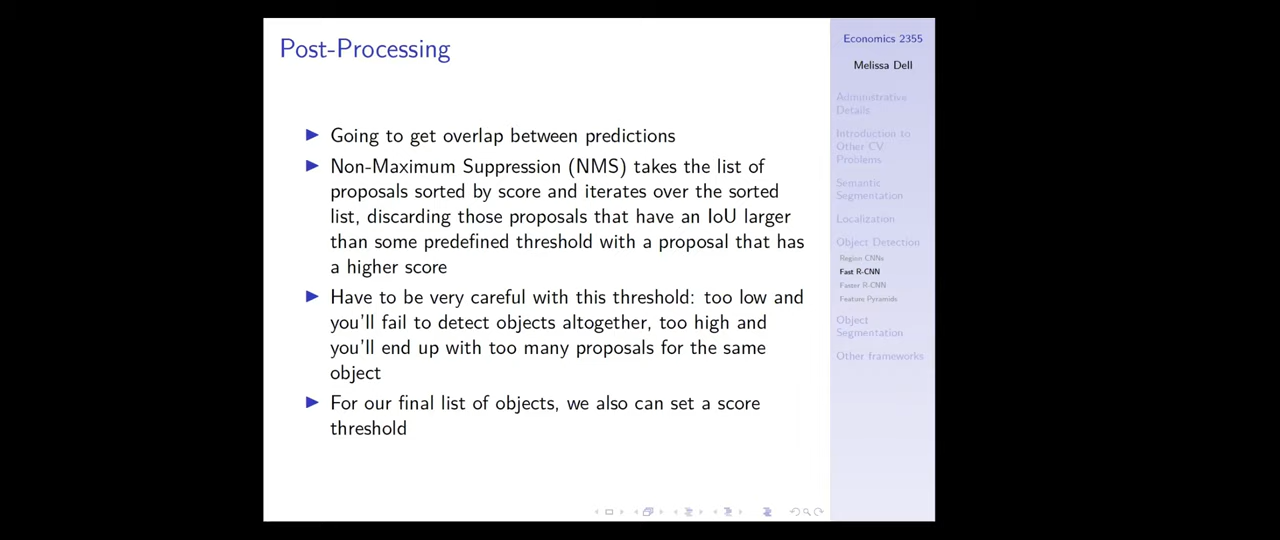 Post-Processing
Going to get overlap between predictions
Non-Maximum Suppression (NMS) takes the list of
proposals sorted by score and iterates over the sorted
list, discarding those proposals that have an IoU larger
than some predefined threshold with a proposal that has
a higher score
Have to be very careful with this threshold: too low and
you'll fail to detect objects altogether, too high and
you'll end up with too many proposals for the same
object
For our final list of objects, we also can set a score
threshold
Economics 2355
Melissa Dell
Administrative
Details
Introduction to
Other CV
Problems
Semantic
Segmentation
Localization
Object Detection
Region CNNs
Fast R-CNN
Faster R-CNN
Feature Pyramids
Object
Segmentation
Other frameworks